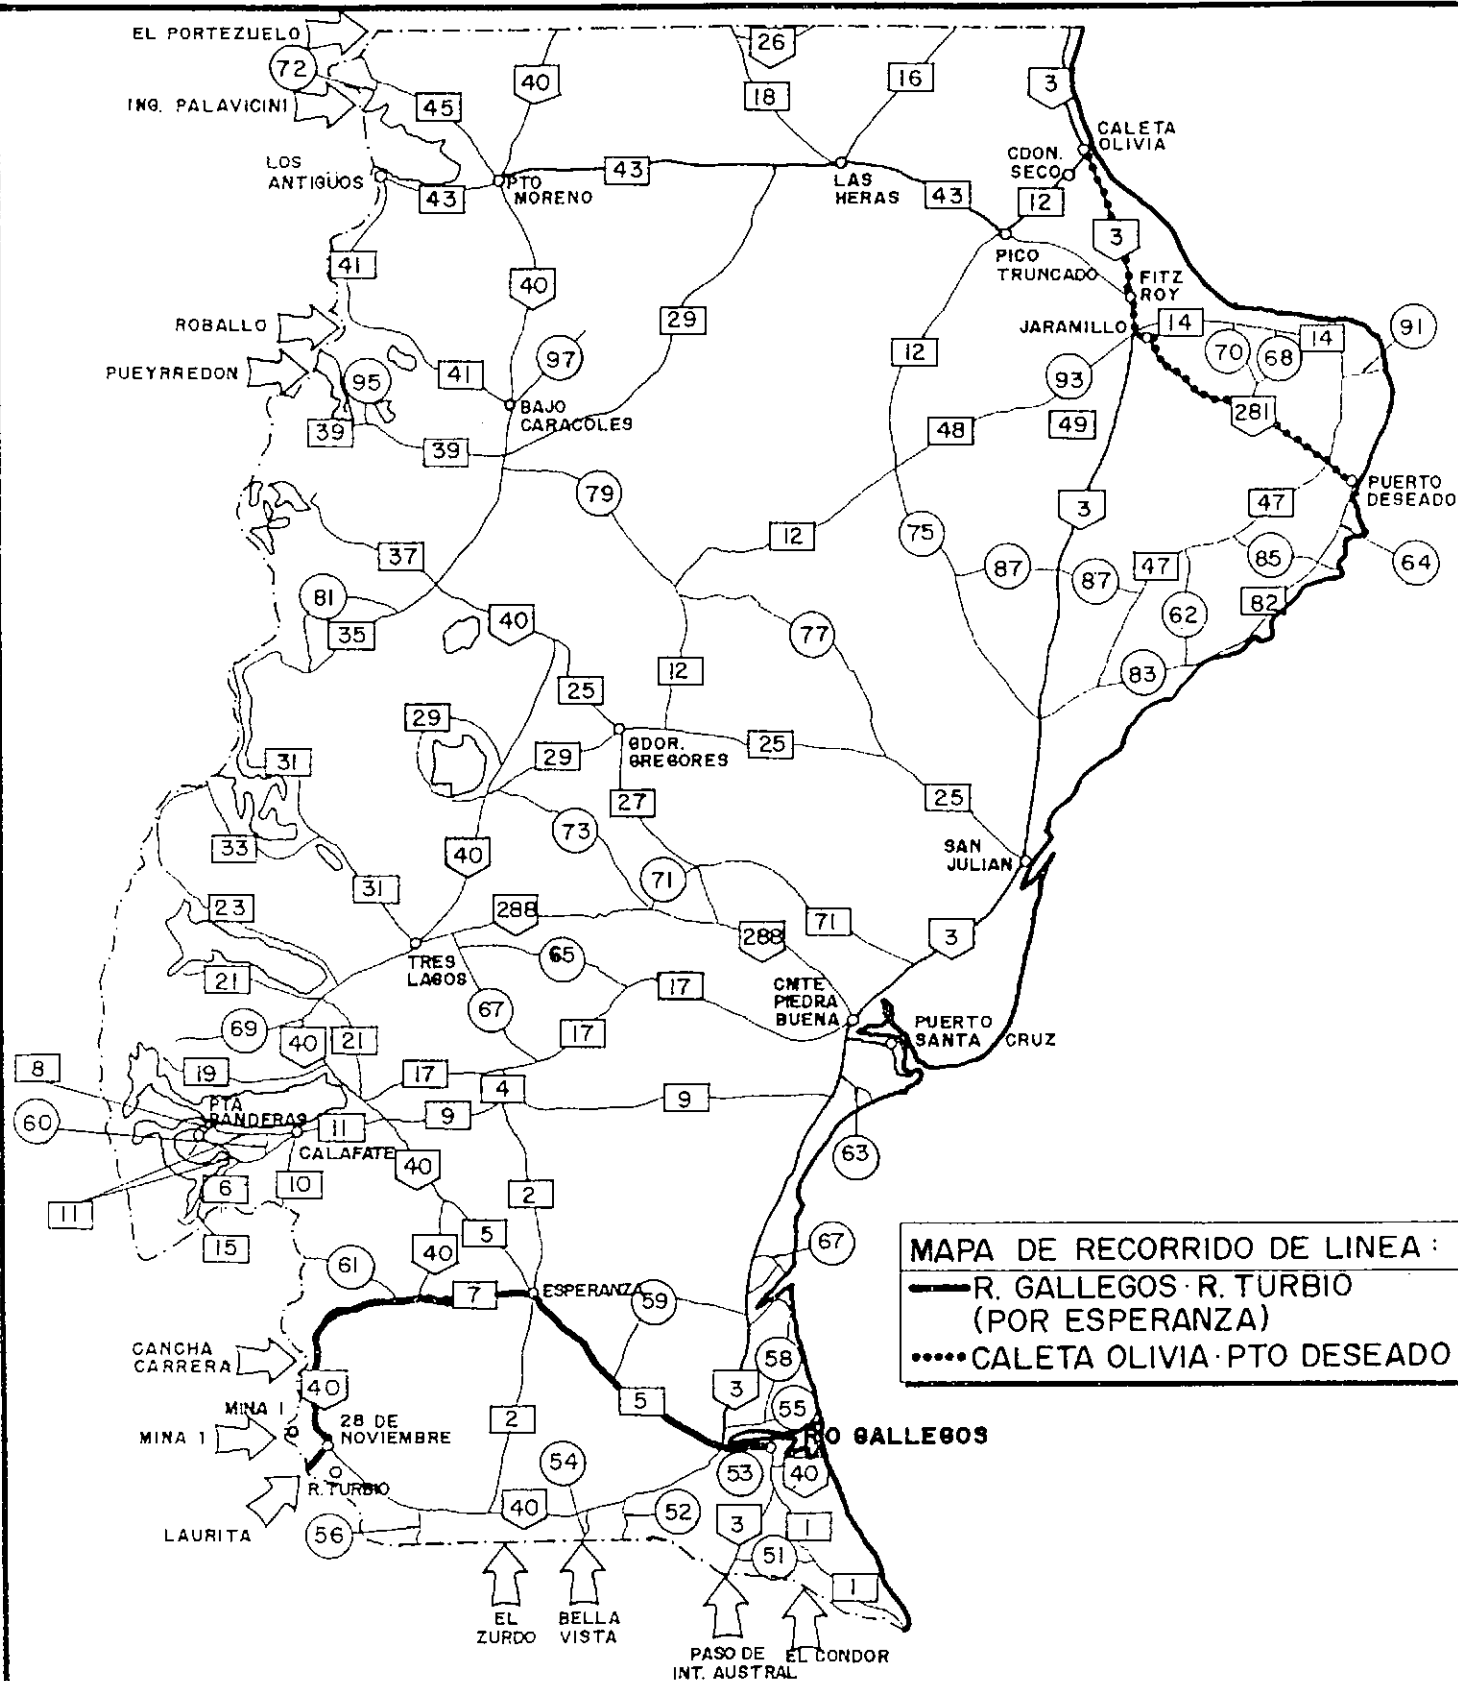 EL PORTEZUELO
72
ING. PALAVICINI
45
40
26
18
16
3
CALETA
OLIVIA
CDON.
SECO
LOS
ANTIGÜOS
43
PTO
MORENO
43
LAS
HERAS
43
12
3
PICO
TRUNCADO
FITZ
ROY
41
40
29
ROBALLO
JARAMILLO
14
14
91
PUEYRREDON
95
41
97
12
93
70
68
BAJO
CARACOLES
39
39
48
49
281
79
PUERTO
DESEADO
3
47
37
12
75
87
87
47
85
64
81
35
40
77
62
82
12
83
25
29
29
GDOR.
GREGORES
25
31
27
25
33
73
40
SAN
JULIAN
31
71
23
288
71
3
288
TRES
LAGOS
65
21
67
17
CMTE
PIEDRA
BUENA
69
40
21
17
PUERTO
SANTA CRUZ
8
19
17
4
PTA
BANDERAS
9
9
60
11
CALAFATE
63
40
6
10
2
11
15
5
40
67
61
7
ESPERANZA
59
MAPA DE RECORRIDO DE LINEA :
R. GALLEGOS · R. TURBIO
(POR ESPERANZA)
CALETA OLIVIA · PTO DESEADO
CANCHA
CARRERA
58
40
3
5
55
MINA 1
28 DE
NOVIEMBRE
2
MINA 1
RIO GALLEGOS
54
53
40
R. TURBIO
LAURITA
56
40
52
3
1
51
1
EL
ZURDO
BELLA
VISTA
PASO DE
INT. AUSTRAL
EL CONDOR